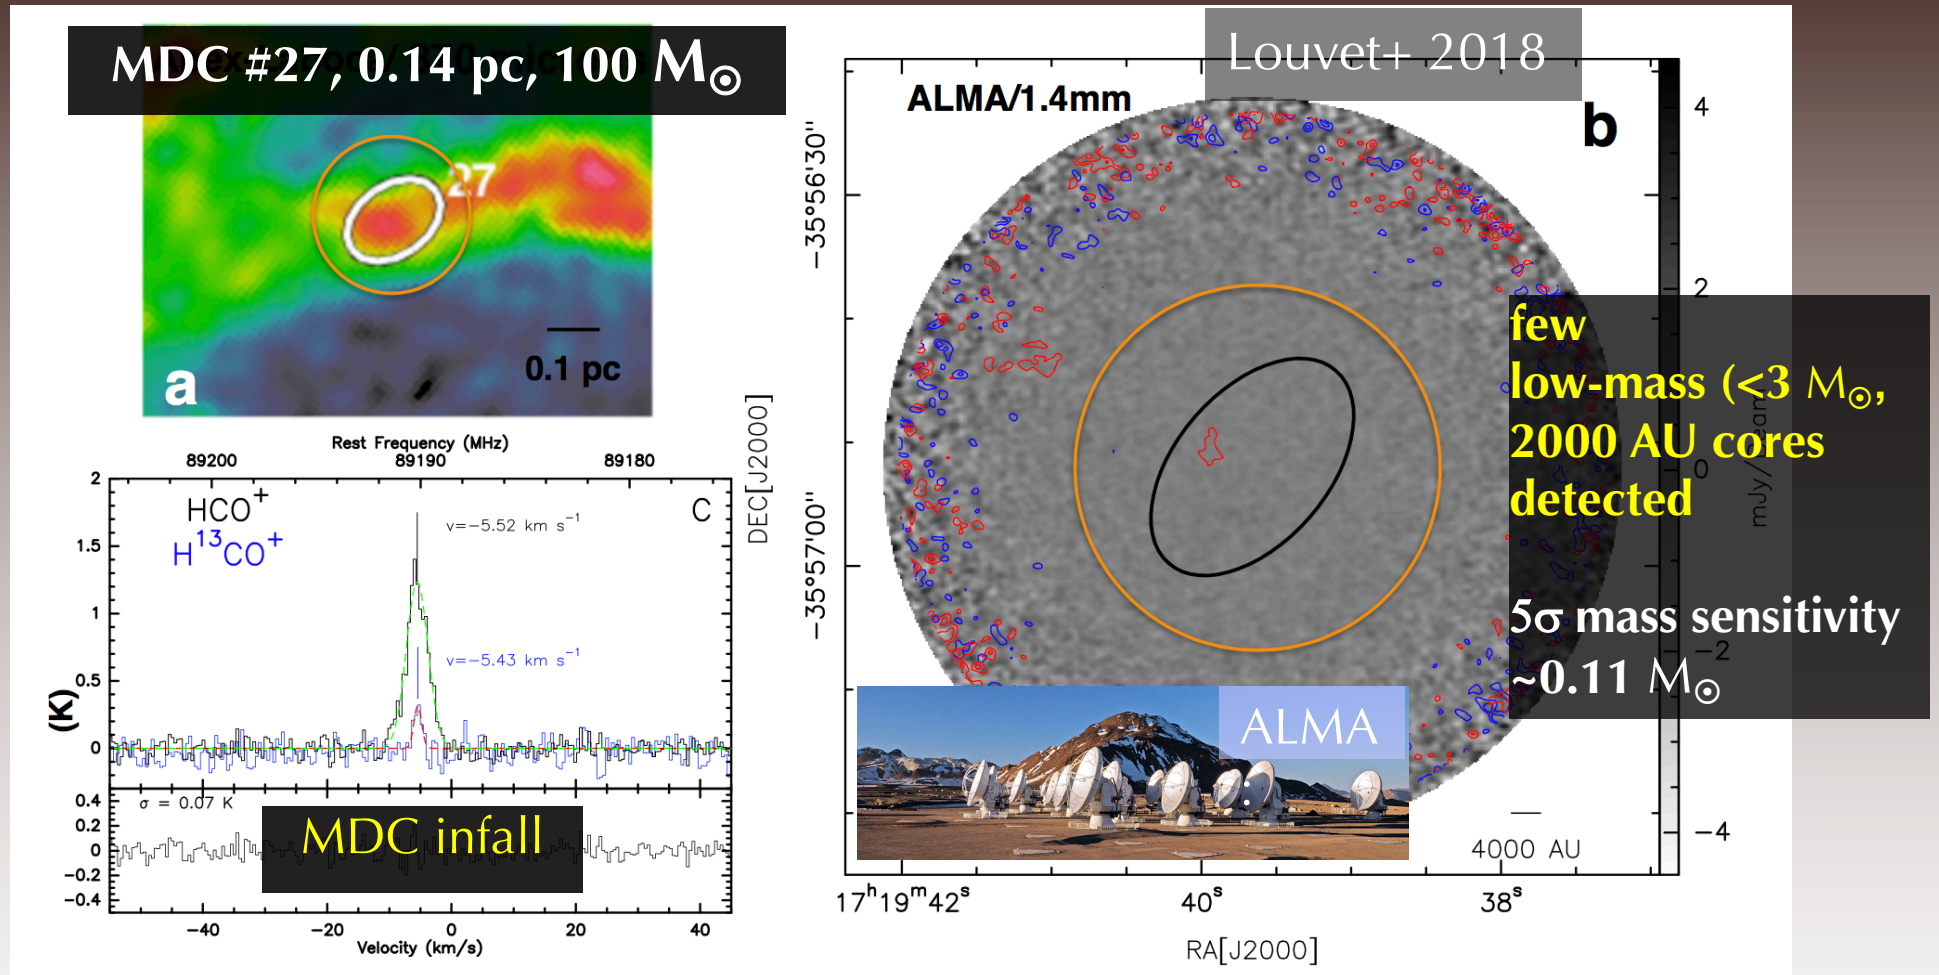 MDC #27, 0.14 pc, 100 M☉
27
0.1 pc
a
Rest Frequency (MHz)
89200 89190 89180
HCO+
H13CO+
C
v=−5.52 km s−1
v=−5.43 km s−1
2
1.5
1
0.5
0
(K)
σ = 0.07 K
0.4
0.2
0
−0.2
−0.4
MDC infall
−40 −20 0 20 40
Velocity (km/s)
Louvet+ 2018
ALMA/1.4mm
b
−35°56'30''
−35°57'00''
DEC[J2000]
4
2
0
−2
−4
mJy/beam
few
low-mass (<3 M☉,
2000 AU cores
detected
5σ mass sensitivity
~0.11 M☉
ALMA
4000 AU
17h19m42s 40s 38s
RA[J2000]